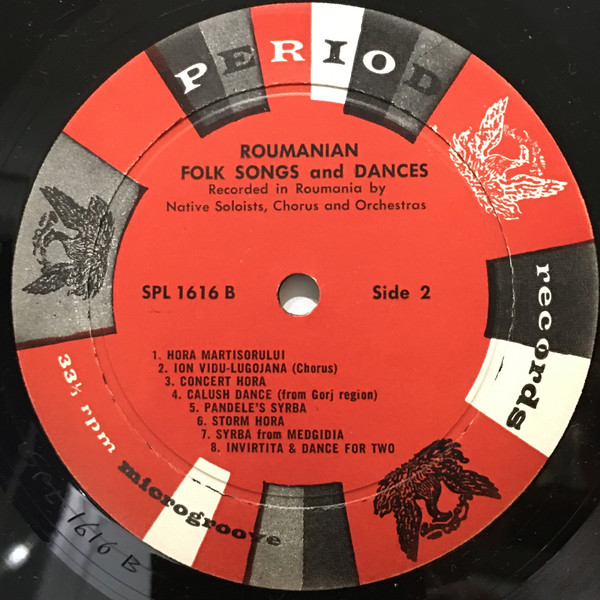 PERIOD
ROUMANIAN
FOLK SONGS and DANCES
Recorded in Roumania by
Native Soloists, Chorus and Orchestras
SPL 1616 B
Side 2
records
1. HORA MARTISORULUI
2. ION VIDU-LUGOJANA (Chorus)
3. CONCERT HORA
4. CALUSH DANCE (from Gorj region)
5. PANDELE'S SYRBA
6. STORM HORA
7. SYRBA from MEDGIDIA
8. INVIRTITA & DANCE FOR TWO
33⅓ rpm microgroove
SPL 1616 B